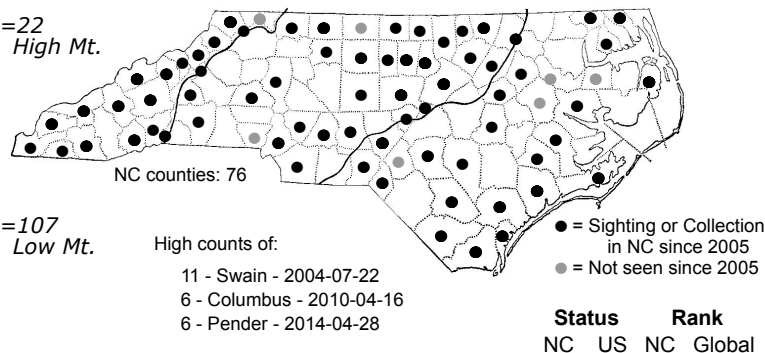 =22
High Mt.
NC counties: 76
=107
Low Mt.
High counts of:
11 - Swain - 2004-07-22
6 - Columbus - 2010-04-16
6 - Pender - 2014-04-28
= Sighting or Collection
in NC since 2005
= Not seen since 2005
Status Rank
NC US NC Global